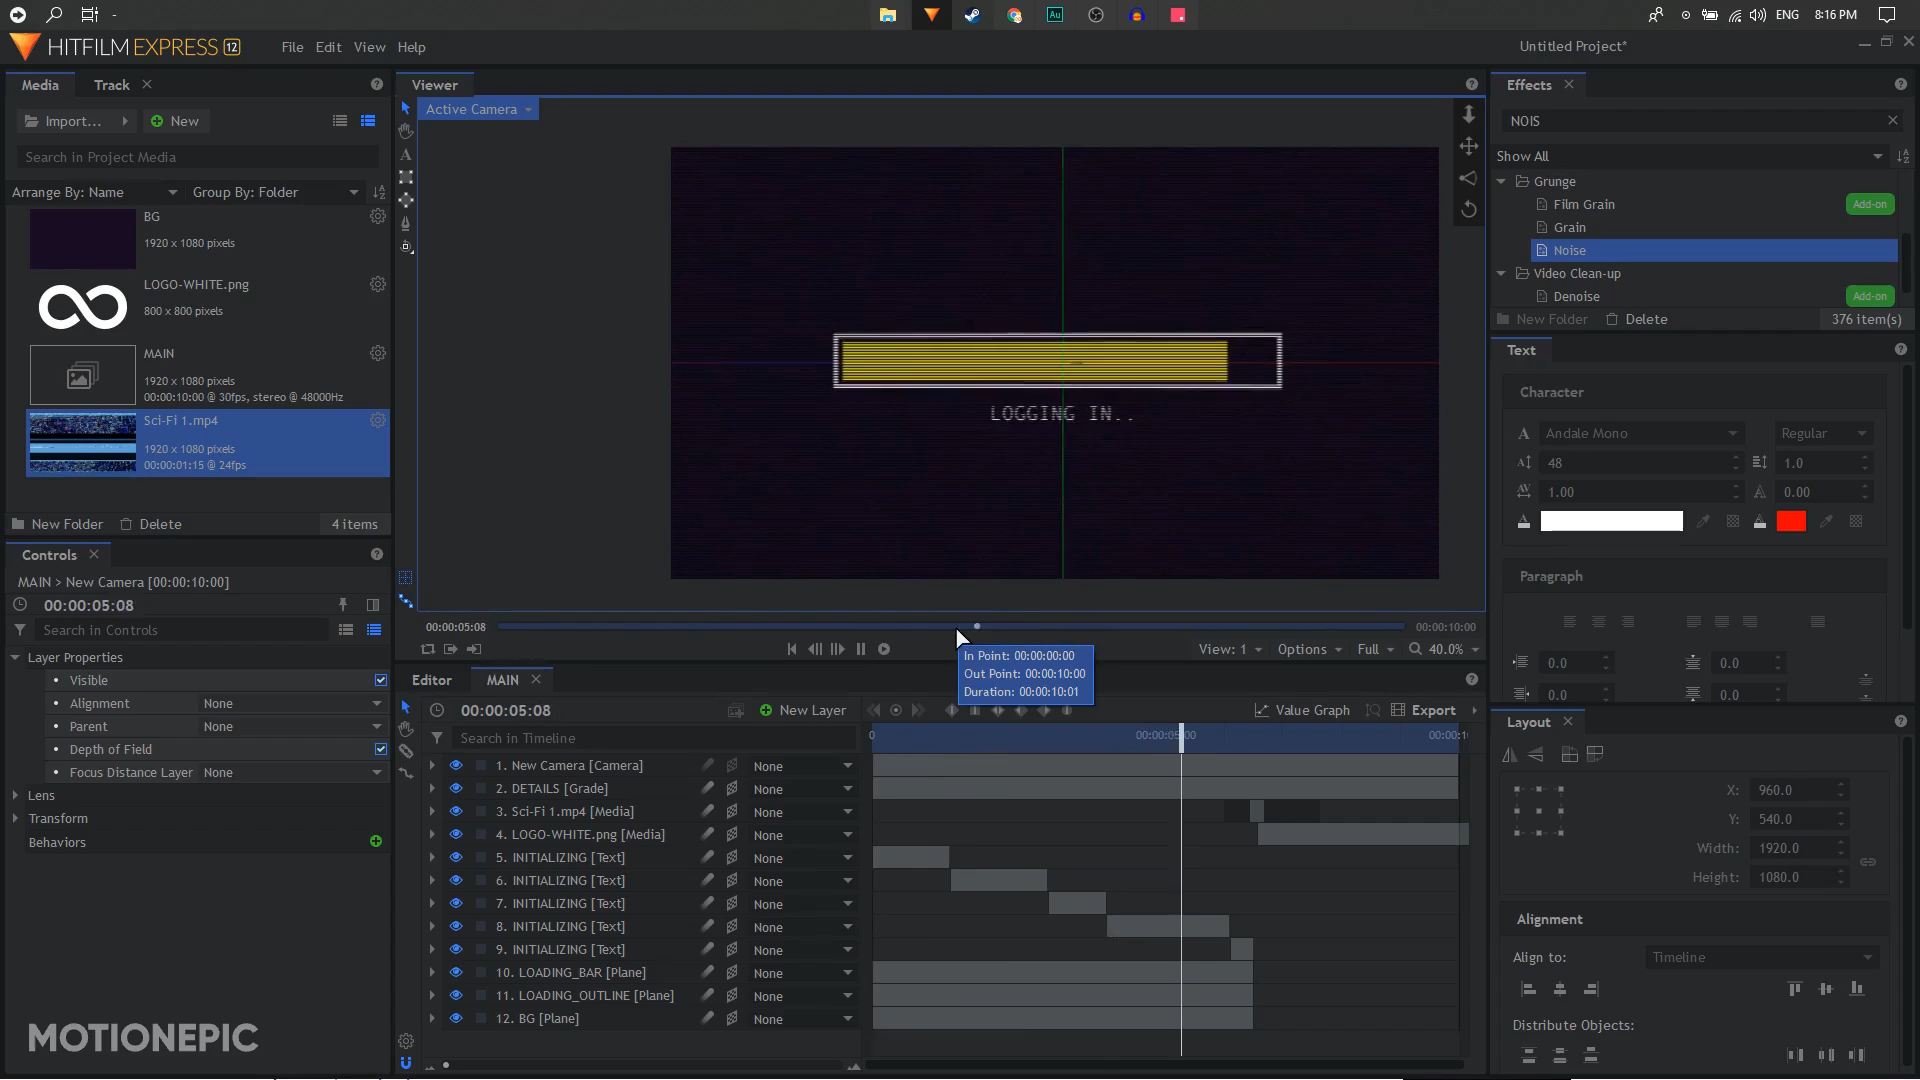 ENG
8:16 PM
HITFILM EXPRESS 12
File Edit View Help
Untitled Project*
Media Track
Import... New
Search in Project Media
Arrange By: Name Group By: Folder
BG
1920 x 1080 pixels
LOGO-WHITE.png
800 x 800 pixels
MAIN
1920 x 1080 pixels
00:00:10:00 @ 30fps, stereo @ 48000Hz
Sci-Fi 1.mp4
1920 x 1080 pixels
00:00:01:15 @ 24fps
New Folder Delete 4 items
Controls
MAIN > New Camera [00:00:10:00]
00:00:05:08
Search in Controls
Layer Properties
Visible
Alignment None
Parent None
Depth of Field
Focus Distance Layer None
Lens
Transform
Behaviors
MOTIONEPIC
Viewer
Active Camera
LOGGING IN..
00:00:05:08
00:00:10:00
In Point: 00:00:00:00
Out Point: 00:00:10:00
Duration: 00:00:10:01
View: 1 Options Full 40.0%
Editor MAIN
00:00:05:08 New Layer
Value Graph Export
Search in Timeline
0 00:00:05:00 00:00:10
1. New Camera [Camera] None
2. DETAILS [Grade] None
3. Sci-Fi 1.mp4 [Media] None
4. LOGO-WHITE.png [Media] None
5. INITIALIZING [Text] None
6. INITIALIZING [Text] None
7. INITIALIZING [Text] None
8. INITIALIZING [Text] None
9. INITIALIZING [Text] None
10. LOADING_BAR [Plane] None
11. LOADING_OUTLINE [Plane] None
12. BG [Plane] None
Effects
NOIS
Show All
Grunge
Film Grain Add-on
Grain
Noise
Video Clean-up
Denoise Add-on
New Folder Delete 376 item(s)
Text
Character
Andale Mono Regular
48 1.0
1.00 0.00
Paragraph
0.0 0.0
0.0 0.0
Layout
X: 960.0
Y: 540.0
Width: 1920.0
Height: 1080.0
Alignment
Align to: Timeline
Distribute Objects: